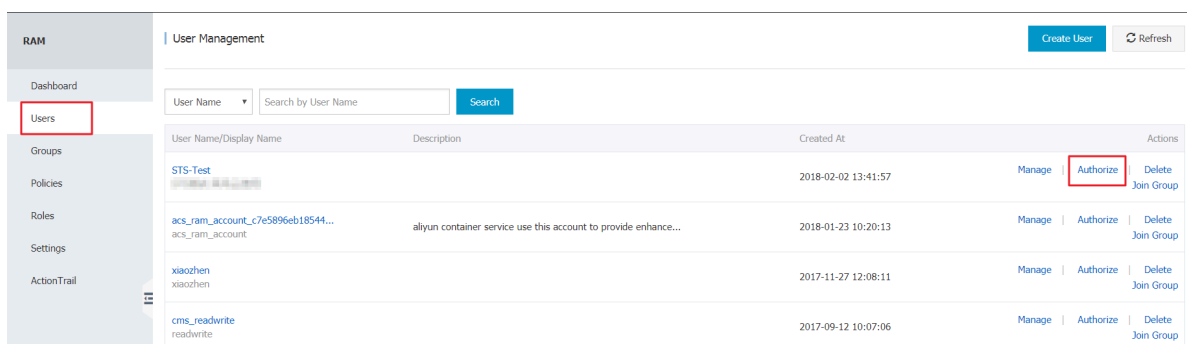 RAM
User Management
Create User
Refresh
Dashboard
Users
Groups
Policies
Roles
Settings
ActionTrail
User Name
Search by User Name
Search
User Name/Display Name Description Created At Actions
STS-Test 2018-02-02 13:41:57 Manage | Authorize | Delete
Join Group
acs_ram_account_c7e5896eb18544... aliyun container service use this account to provide enhance... 2018-01-23 10:20:13 Manage | Authorize | Delete
acs_ram_account Join Group
xiaozhen 2017-11-27 12:08:11 Manage | Authorize | Delete
xiaozhen Join Group
cms_readwrite 2017-09-12 10:07:06 Manage | Authorize | Delete
readwrite Join Group